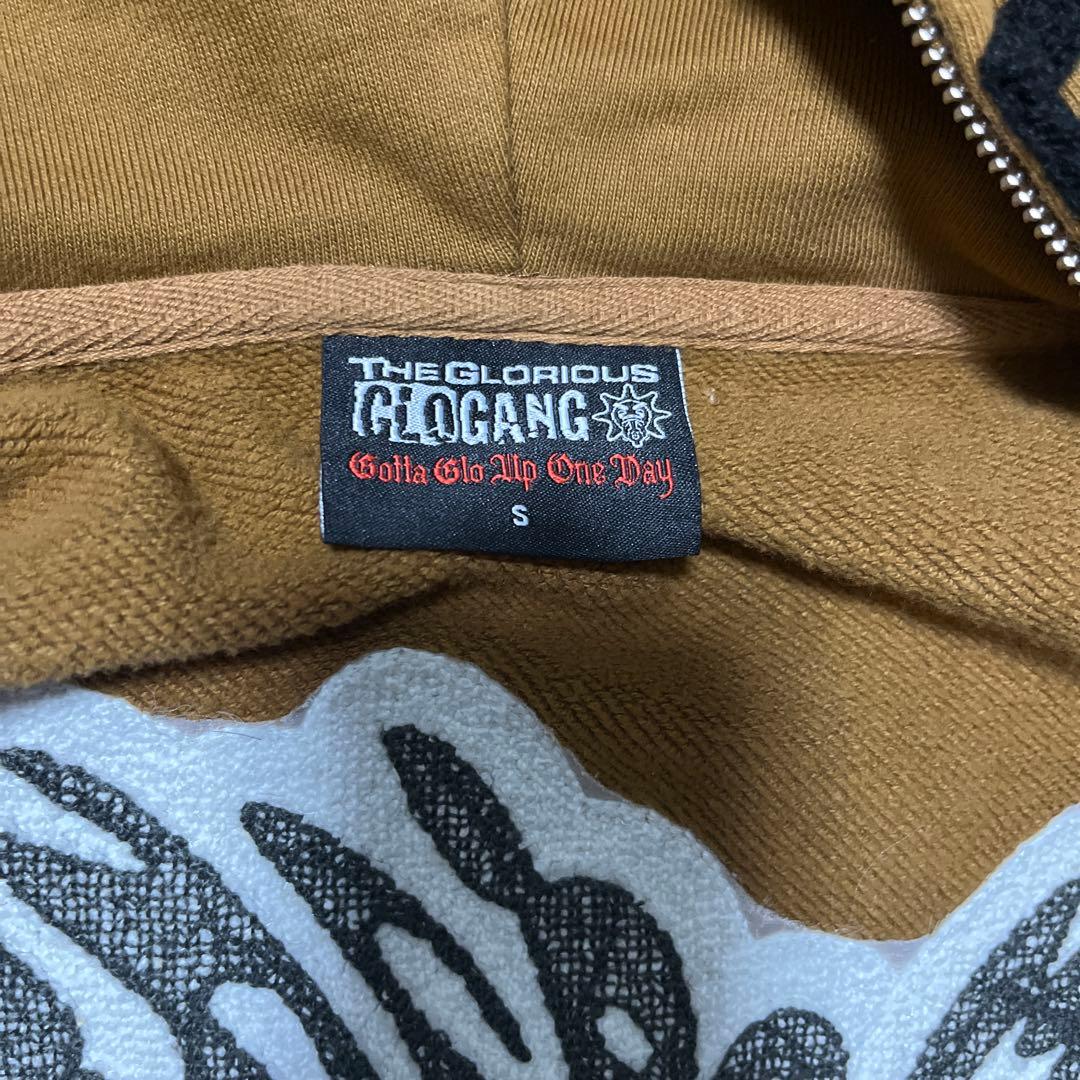 THE GLORIOUS
GLOGANG
Gotta Glo Up One Day
S